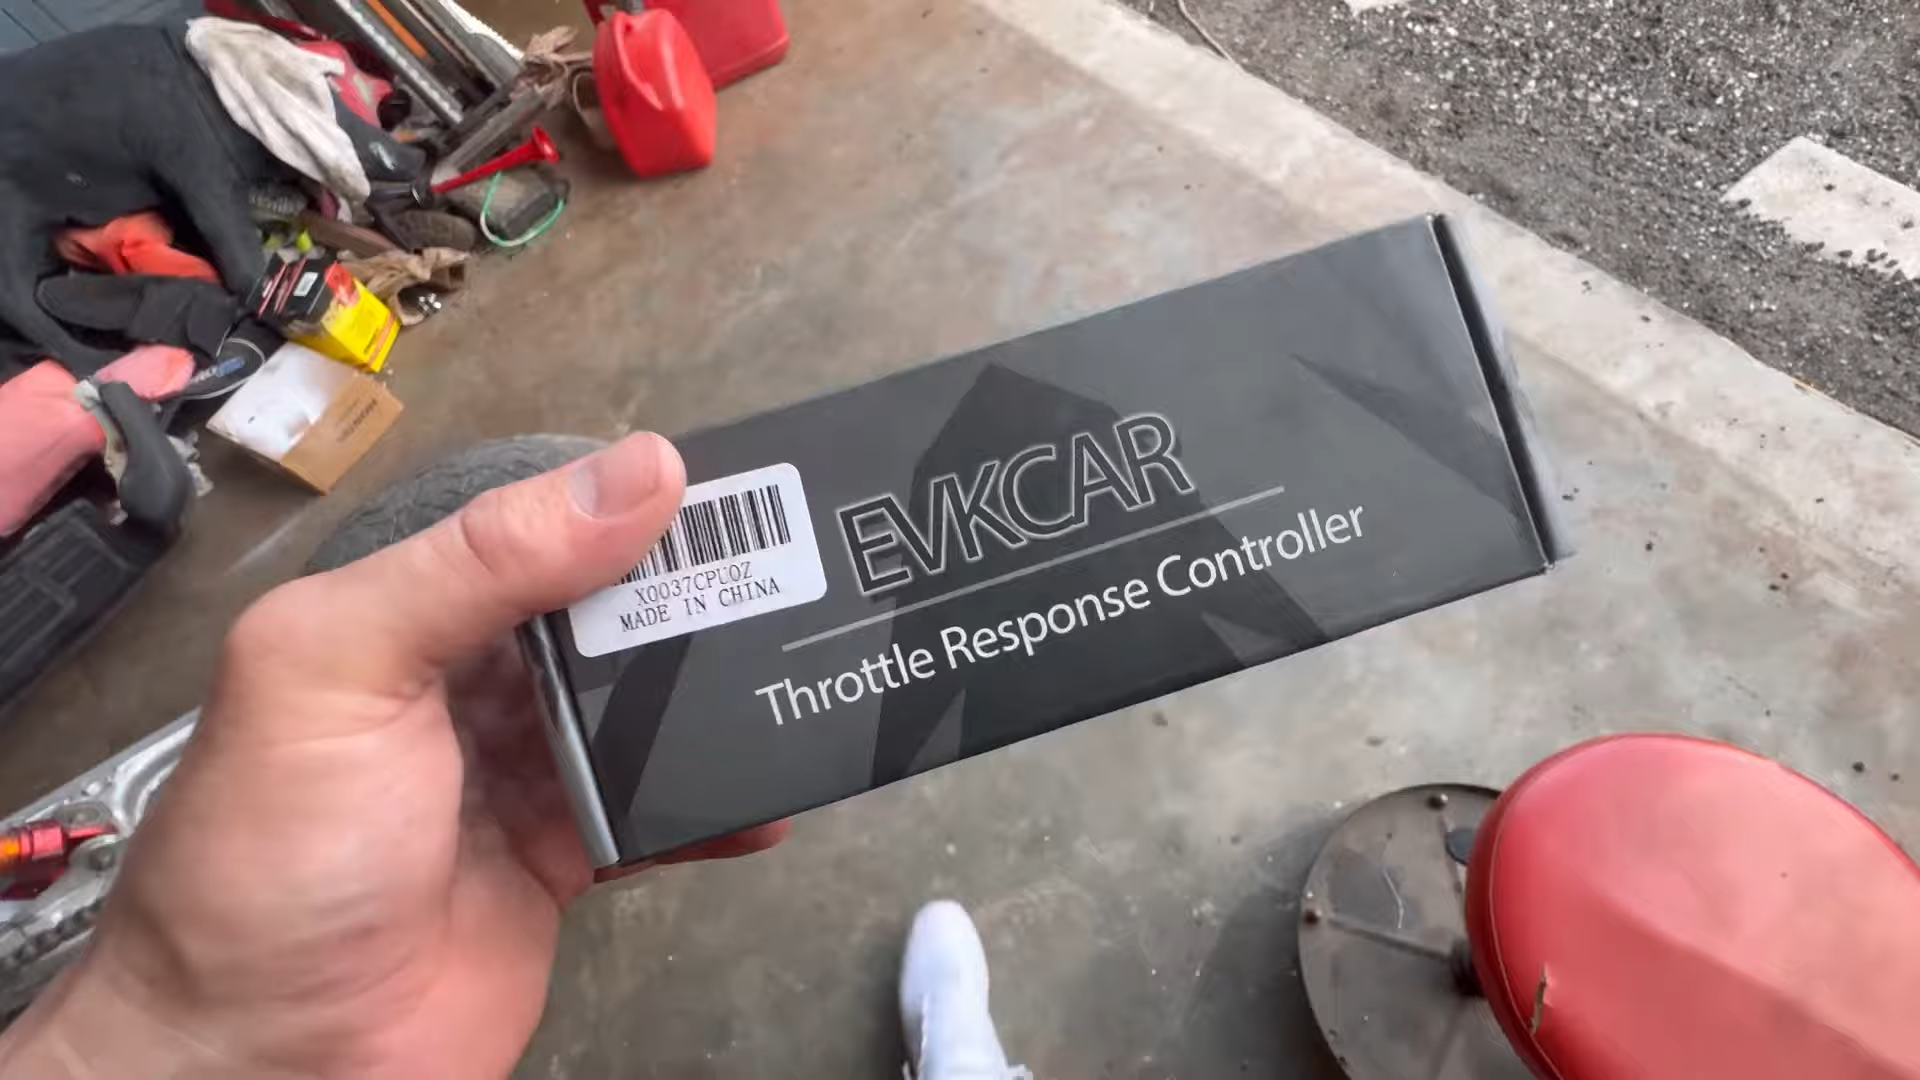 EVKCAR
Throttle Response Controller
X0037CPUOZ
MADE IN CHINA